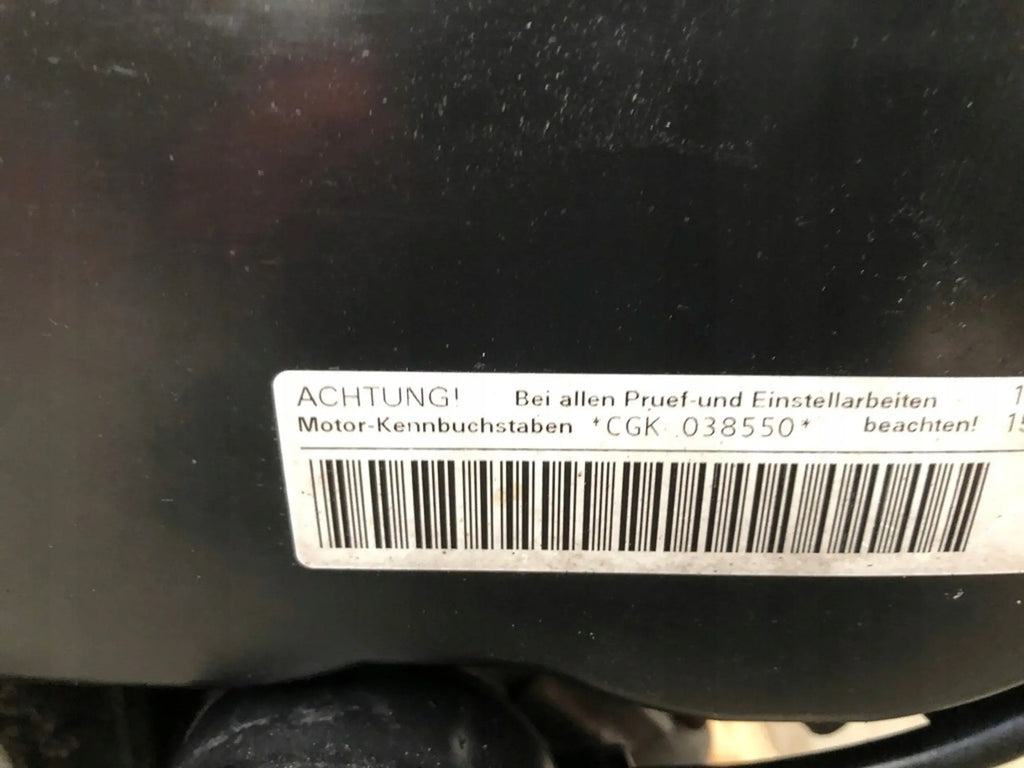 ACHTUNG! Bei allen Pruef-und Einstellarbeiten
Motor-Kennbuchstaben *CGK 038550* beachten!